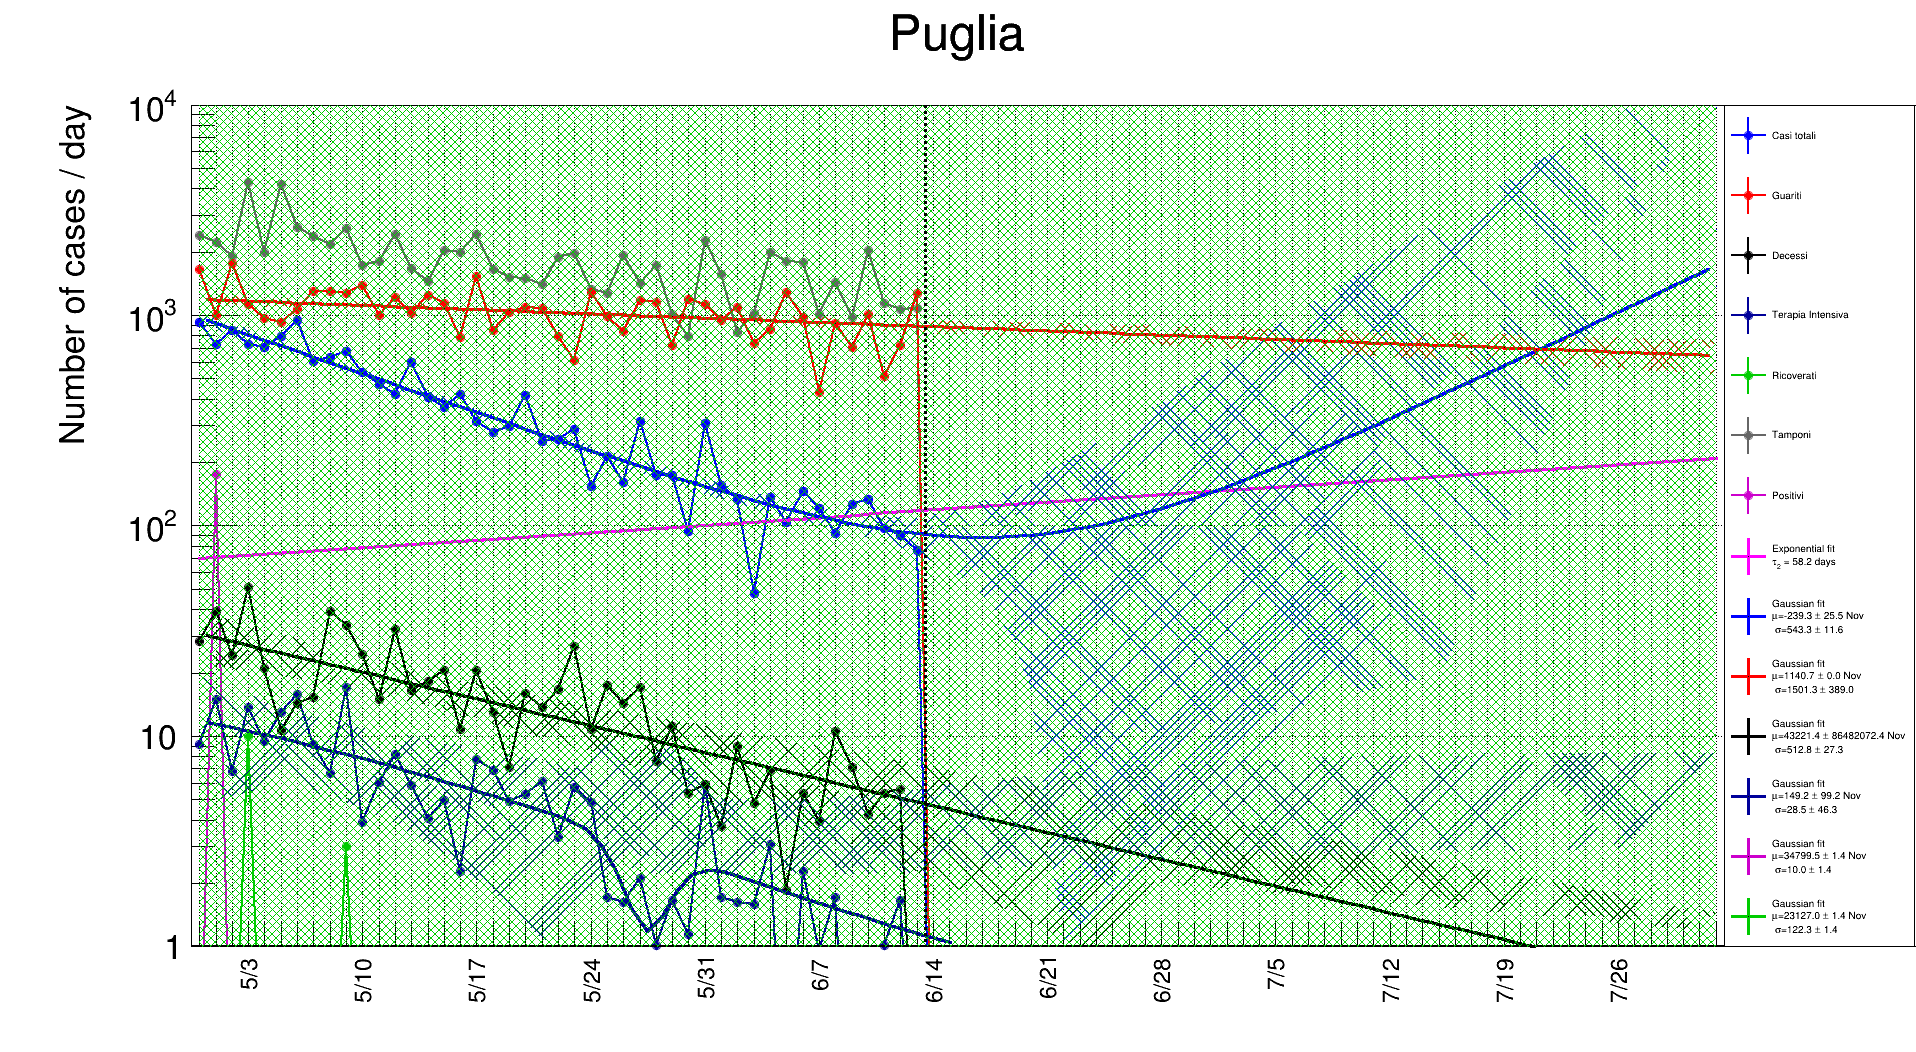 Puglia
Number of cases / day
10⁴
10³
10²
10
1
5/3
5/10
5/17
5/24
5/31
6/7
6/14
6/21
6/28
7/5
7/12
7/19
7/26
Casi totali
Guariti
Decessi
Terapia Intensiva
Ricoverati
Tamponi
Positivi
Exponential fit
τ₂ = 58.2 days
Gaussian fit
μ=-239.3 ± 25.5 Nov
σ=543.3 ± 11.6
Gaussian fit
μ=1140.7 ± 0.0 Nov
σ=1501.3 ± 389.0
Gaussian fit
μ=43221.4 ± 86482072.4 Nov
σ=512.8 ± 27.3
Gaussian fit
μ=149.2 ± 99.2 Nov
σ=28.5 ± 46.3
Gaussian fit
μ=34799.5 ± 1.4 Nov
σ=10.0 ± 1.4
Gaussian fit
μ=23127.0 ± 1.4 Nov
σ=122.3 ± 1.4